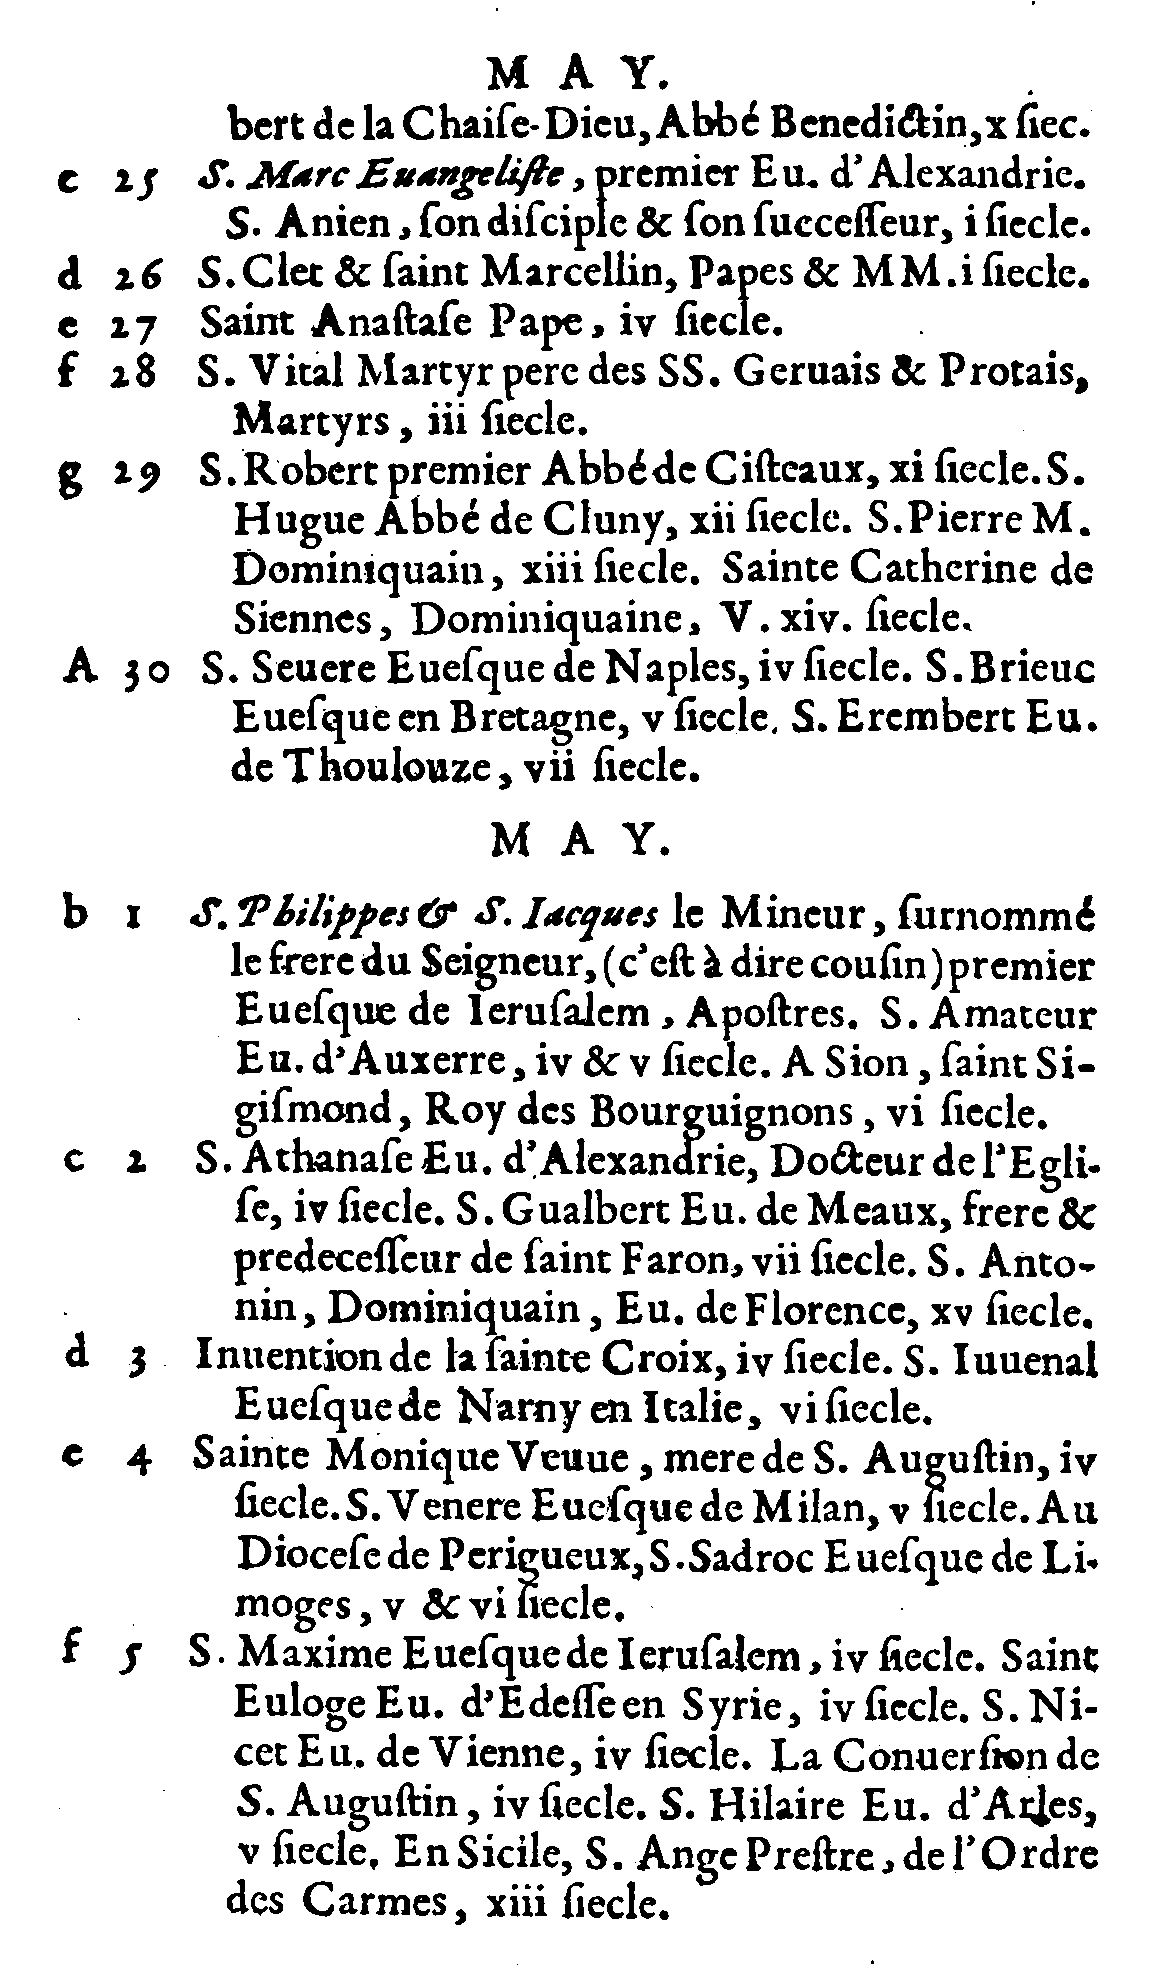 M A Y.
bert de la Chaiſe-Dieu, Abbé Benedictin, x ſiec.
c 25 S. Marc Euangeliſte, premier Eu. d'Alexandrie.
S. Anien, ſon diſciple & ſon ſucceſſeur, i ſiecle.
d 26 S. Clet & ſaint Marcellin, Papes & MM. i ſiecle.
e 27 Saint Anaſtaſe Pape, iv ſiecle.
f 28 S. Vital Martyr pere des SS. Geruais & Protais,
Martyrs, iii ſiecle.
g 29 S. Robert premier Abbé de Ciſteaux, xi ſiecle. S.
Hugue Abbé de Cluny, xii ſiecle. S. Pierre M.
Dominiquain, xiii ſiecle. Sainte Catherine de
Siennes, Dominiquaine, V. xiv. ſiecle.
A 30 S. Seuere Eueſque de Naples, iv ſiecle. S. Brieuc
Eueſque en Bretagne, v ſiecle. S. Erembert Eu.
de Thoulouze, vii ſiecle.
M A Y.
b 1 S. Philippes & S. Iacques le Mineur, ſurnommé
le frere du Seigneur, (c'eſt à dire couſin) premier
Eueſque de Ieruſalem, Apoſtres. S. Amateur
Eu. d'Auxerre, iv & v ſiecle. A Sion, ſaint Si-
giſmond, Roy des Bourguignons, vi ſiecle.
c 2 S. Athanaſe Eu. d'Alexandrie, Docteur de l'Egli-
ſe, iv ſiecle. S. Gualbert Eu. de Meaux, frere &
predeceſſeur de ſaint Faron, vii ſiecle. S. Anto-
nin, Dominiquain, Eu. de Florence, xv ſiecle.
d 3 Inuention de la ſainte Croix, iv ſiecle. S. Iuuenal
Eueſque de Narny en Italie, vi ſiecle.
e 4 Sainte Monique Veuue, mere de S. Auguſtin, iv
ſiecle. S. Venere Eueſque de Milan, v ſiecle. Au
Dioceſe de Perigueux, S. Sadroc Eueſque de Li-
moges, v & vi ſiecle.
f 5 S. Maxime Eueſque de Ieruſalem, iv ſiecle. Saint
Euloge Eu. d'Edeſſe en Syrie, iv ſiecle. S. Ni-
cet Eu. de Vienne, iv ſiecle. La Conuerſion de
S. Auguſtin, iv ſiecle. S. Hilaire Eu. d'Arles,
v ſiecle. En Sicile, S. Ange Preſtre, de l'Ordre
des Carmes, xiii ſiecle.